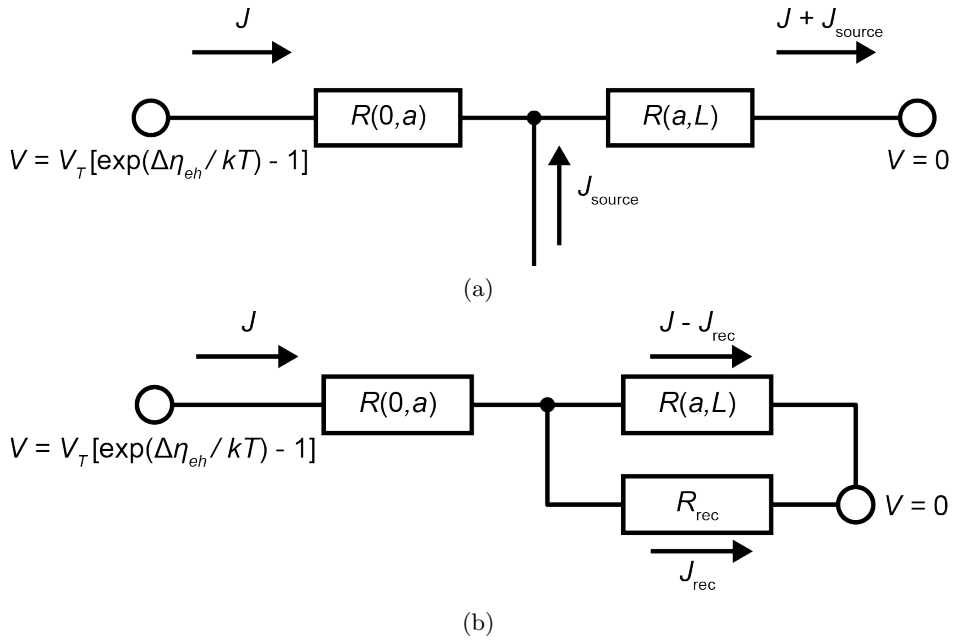 J
J + J_source
R(0,a)
R(a,L)
V = V_T [exp(Δη_eh / kT) - 1]
V = 0
J_source
(a)
J
J - J_rec
R(0,a)
R(a,L)
V = V_T [exp(Δη_eh / kT) - 1]
R_rec
V = 0
J_rec
(b)